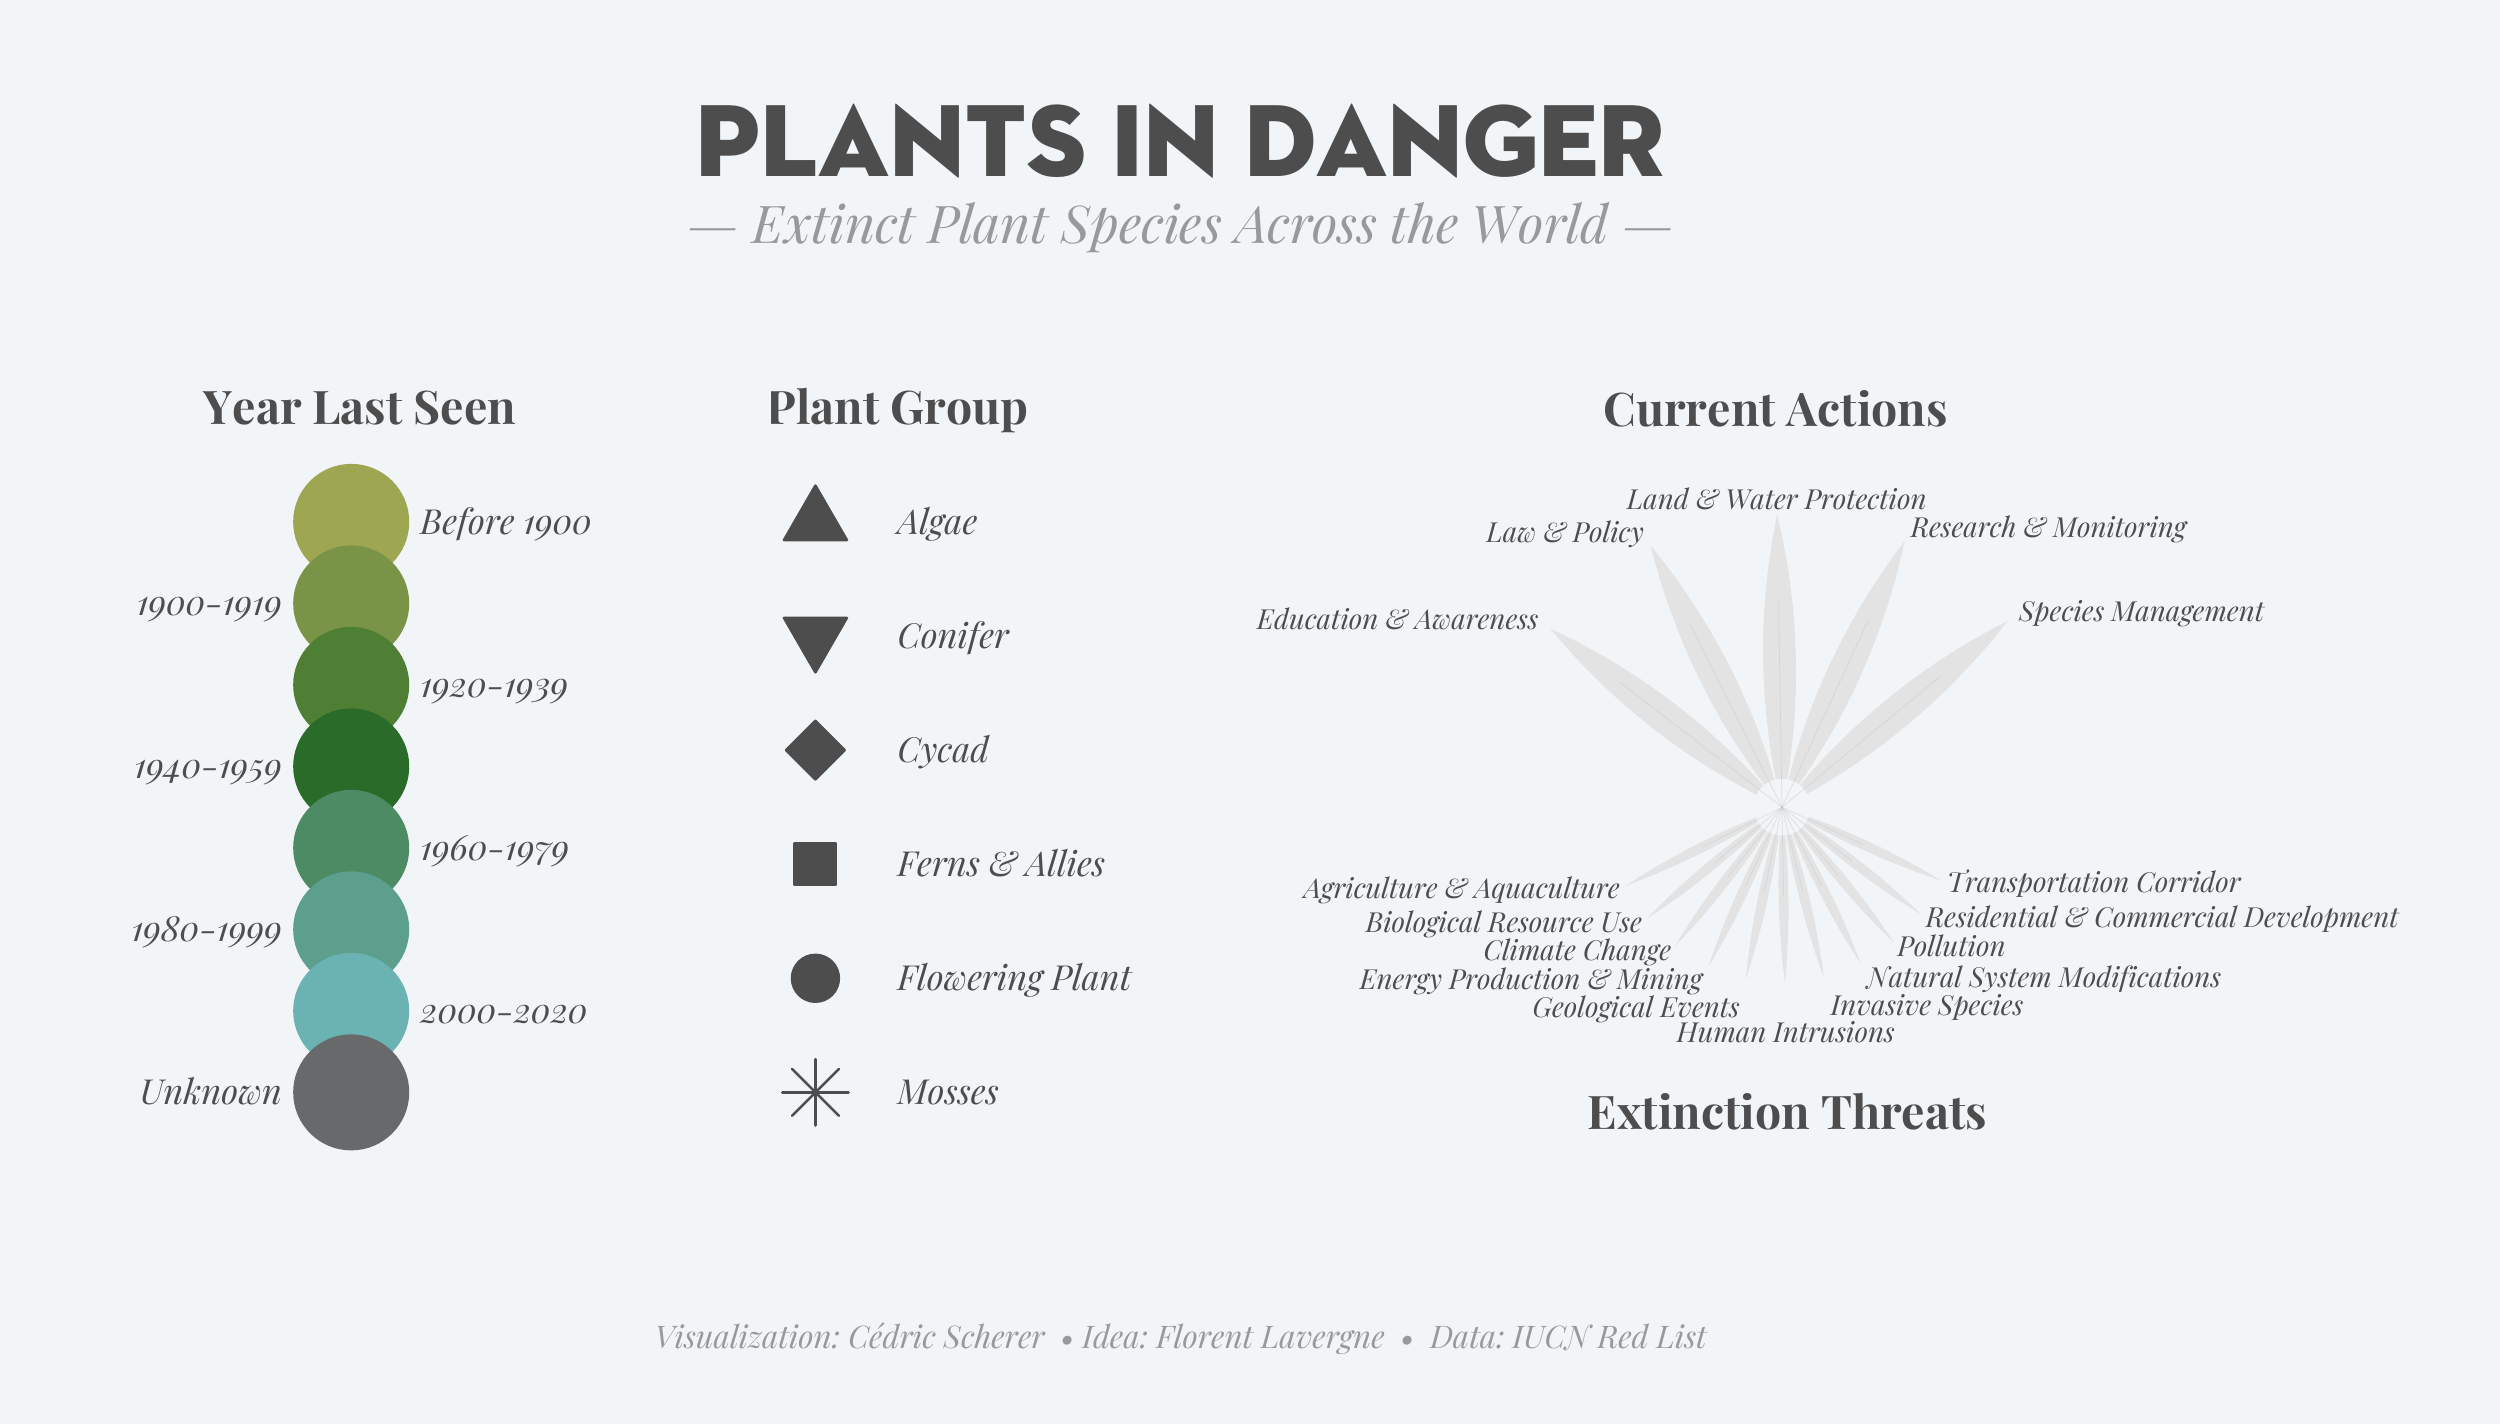 PLANTS IN DANGER
— Extinct Plant Species Across the World —
Year Last Seen
Before 1900
1900-1919
1920-1939
1940-1959
1960-1979
1980-1999
2000-2020
Unknown
Plant Group
Algae
Conifer
Cycad
Ferns & Allies
Flowering Plant
Mosses
Current Actions
Education & Awareness
Law & Policy
Land & Water Protection
Research & Monitoring
Species Management
Agriculture & Aquaculture
Biological Resource Use
Climate Change
Energy Production & Mining
Geological Events
Human Intrusions
Invasive Species
Natural System Modifications
Pollution
Residential & Commercial Development
Transportation Corridor
Extinction Threats
Visualization: Cédric Scherer • Idea: Florent Lavergne • Data: IUCN Red List